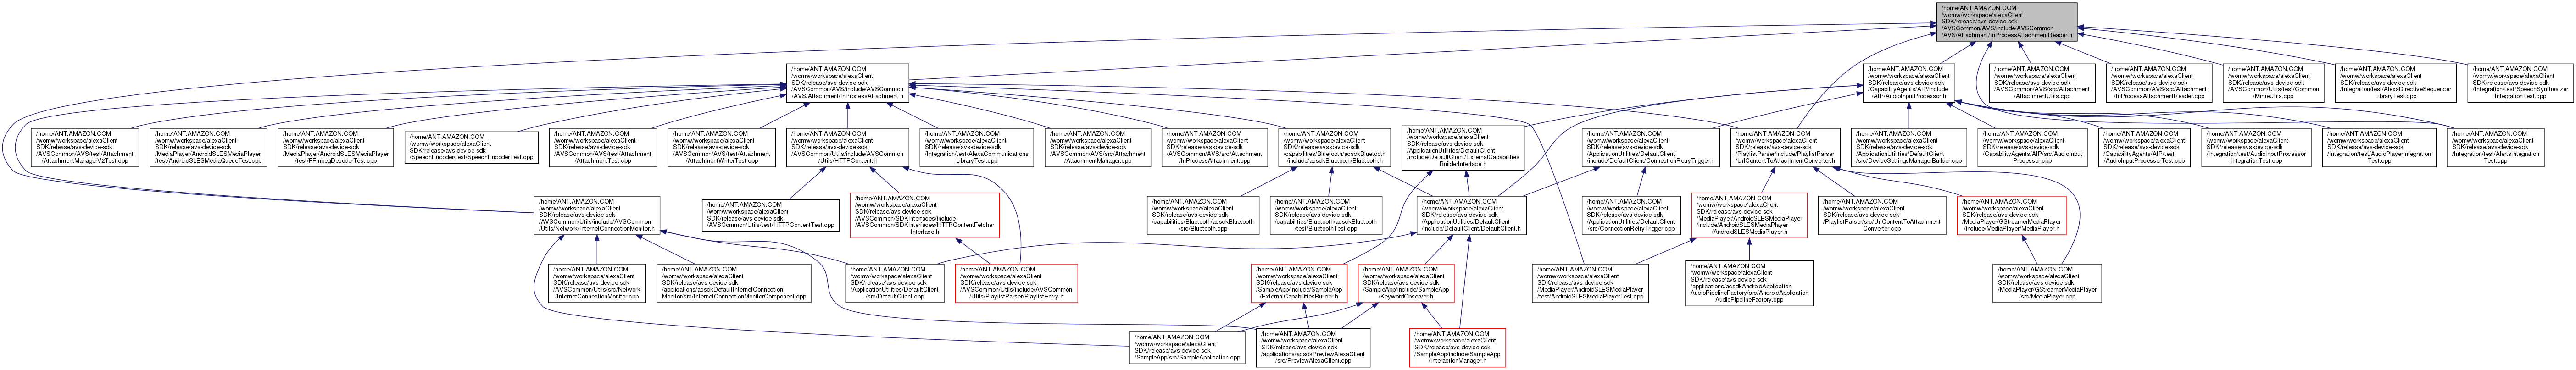 /home/ANT.AMAZON.COM
/womw/workspace/alexaClient
SDK/release/avs-device-sdk
/AVSCommon/AVS/include/AVSCommon
/AVS/Attachment/InProcessAttachmentReader.h
/home/ANT.AMAZON.COM
/womw/workspace/alexaClient
SDK/release/avs-device-sdk
/AVSCommon/AVS/include/AVSCommon
/AVS/Attachment/InProcessAttachment.h
/home/ANT.AMAZON.COM
/womw/workspace/alexaClient
SDK/release/avs-device-sdk
/CapabilityAgents/AIP/include
/AIP/AudioInputProcessor.h
/home/ANT.AMAZON.COM
/womw/workspace/alexaClient
SDK/release/avs-device-sdk
/AVSCommon/AVS/src/Attachment
/AttachmentUtils.cpp
/home/ANT.AMAZON.COM
/womw/workspace/alexaClient
SDK/release/avs-device-sdk
/AVSCommon/AVS/src/Attachment
/InProcessAttachmentReader.cpp
/home/ANT.AMAZON.COM
/womw/workspace/alexaClient
SDK/release/avs-device-sdk
/AVSCommon/Utils/test/Common
/MimeUtils.cpp
/home/ANT.AMAZON.COM
/womw/workspace/alexaClient
SDK/release/avs-device-sdk
/Integration/test/AlexaDirectiveSequencer
LibraryTest.cpp
/home/ANT.AMAZON.COM
/womw/workspace/alexaClient
SDK/release/avs-device-sdk
/Integration/test/SpeechSynthesizer
IntegrationTest.cpp
/home/ANT.AMAZON.COM
/womw/workspace/alexaClient
SDK/release/avs-device-sdk
/AVSCommon/AVS/test/Attachment
/AttachmentManagerV2Test.cpp
/home/ANT.AMAZON.COM
/womw/workspace/alexaClient
SDK/release/avs-device-sdk
/MediaPlayer/AndroidSLESMediaPlayer
/test/AndroidSLESMediaQueueTest.cpp
/home/ANT.AMAZON.COM
/womw/workspace/alexaClient
SDK/release/avs-device-sdk
/MediaPlayer/AndroidSLESMediaPlayer
/test/FFmpegDecoderTest.cpp
/home/ANT.AMAZON.COM
/womw/workspace/alexaClient
SDK/release/avs-device-sdk
/SpeechEncoder/test/SpeechEncoderTest.cpp
/home/ANT.AMAZON.COM
/womw/workspace/alexaClient
SDK/release/avs-device-sdk
/AVSCommon/AVS/test/Attachment
/AttachmentTest.cpp
/home/ANT.AMAZON.COM
/womw/workspace/alexaClient
SDK/release/avs-device-sdk
/AVSCommon/AVS/test/Attachment
/AttachmentWriterTest.cpp
/home/ANT.AMAZON.COM
/womw/workspace/alexaClient
SDK/release/avs-device-sdk
/AVSCommon/Utils/include/AVSCommon
/Utils/HTTPContent.h
/home/ANT.AMAZON.COM
/womw/workspace/alexaClient
SDK/release/avs-device-sdk
/Integration/test/AlexaCommunications
LibraryTest.cpp
/home/ANT.AMAZON.COM
/womw/workspace/alexaClient
SDK/release/avs-device-sdk
/AVSCommon/AVS/src/Attachment
/AttachmentManager.cpp
/home/ANT.AMAZON.COM
/womw/workspace/alexaClient
SDK/release/avs-device-sdk
/AVSCommon/AVS/src/Attachment
/InProcessAttachment.cpp
/home/ANT.AMAZON.COM
/womw/workspace/alexaClient
SDK/release/avs-device-sdk
/capabilities/Bluetooth/acsdkBluetooth
/include/acsdkBluetooth/Bluetooth.h
/home/ANT.AMAZON.COM
/womw/workspace/alexaClient
SDK/release/avs-device-sdk
/ApplicationUtilities/DefaultClient
/include/DefaultClient/ExternalCapabilities
BuilderInterface.h
/home/ANT.AMAZON.COM
/womw/workspace/alexaClient
SDK/release/avs-device-sdk
/ApplicationUtilities/DefaultClient
/include/DefaultClient/ConnectionRetryTrigger.h
/home/ANT.AMAZON.COM
/womw/workspace/alexaClient
SDK/release/avs-device-sdk
/PlaylistParser/include/PlaylistParser
/UrlContentToAttachmentConverter.h
/home/ANT.AMAZON.COM
/womw/workspace/alexaClient
SDK/release/avs-device-sdk
/ApplicationUtilities/DefaultClient
/src/DeviceSettingsManagerBuilder.cpp
/home/ANT.AMAZON.COM
/womw/workspace/alexaClient
SDK/release/avs-device-sdk
/CapabilityAgents/AIP/src/AudioInput
Processor.cpp
/home/ANT.AMAZON.COM
/womw/workspace/alexaClient
SDK/release/avs-device-sdk
/CapabilityAgents/AIP/test
/AudioInputProcessorTest.cpp
/home/ANT.AMAZON.COM
/womw/workspace/alexaClient
SDK/release/avs-device-sdk
/Integration/test/AudioInputProcessor
IntegrationTest.cpp
/home/ANT.AMAZON.COM
/womw/workspace/alexaClient
SDK/release/avs-device-sdk
/Integration/test/AudioPlayerIntegration
Test.cpp
/home/ANT.AMAZON.COM
/womw/workspace/alexaClient
SDK/release/avs-device-sdk
/Integration/test/AlertsIntegration
Test.cpp
/home/ANT.AMAZON.COM
/womw/workspace/alexaClient
SDK/release/avs-device-sdk
/AVSCommon/Utils/include/AVSCommon
/Utils/Network/InternetConnectionMonitor.h
/home/ANT.AMAZON.COM
/womw/workspace/alexaClient
SDK/release/avs-device-sdk
/AVSCommon/Utils/test/HTTPContentTest.cpp
/home/ANT.AMAZON.COM
/womw/workspace/alexaClient
SDK/release/avs-device-sdk
/AVSCommon/SDKInterfaces/include
/AVSCommon/SDKInterfaces/HTTPContentFetcher
Interface.h
/home/ANT.AMAZON.COM
/womw/workspace/alexaClient
SDK/release/avs-device-sdk
/capabilities/Bluetooth/acsdkBluetooth
/src/Bluetooth.cpp
/home/ANT.AMAZON.COM
/womw/workspace/alexaClient
SDK/release/avs-device-sdk
/capabilities/Bluetooth/acsdkBluetooth
/test/BluetoothTest.cpp
/home/ANT.AMAZON.COM
/womw/workspace/alexaClient
SDK/release/avs-device-sdk
/ApplicationUtilities/DefaultClient
/include/DefaultClient/DefaultClient.h
/home/ANT.AMAZON.COM
/womw/workspace/alexaClient
SDK/release/avs-device-sdk
/ApplicationUtilities/DefaultClient
/src/ConnectionRetryTrigger.cpp
/home/ANT.AMAZON.COM
/womw/workspace/alexaClient
SDK/release/avs-device-sdk
/MediaPlayer/AndroidSLESMediaPlayer
/include/AndroidSLESMediaPlayer
/AndroidSLESMediaPlayer.h
/home/ANT.AMAZON.COM
/womw/workspace/alexaClient
SDK/release/avs-device-sdk
/PlaylistParser/src/UrlContentToAttachment
Converter.cpp
/home/ANT.AMAZON.COM
/womw/workspace/alexaClient
SDK/release/avs-device-sdk
/MediaPlayer/GStreamerMediaPlayer
/include/MediaPlayer/MediaPlayer.h
/home/ANT.AMAZON.COM
/womw/workspace/alexaClient
SDK/release/avs-device-sdk
/AVSCommon/Utils/src/Network
/InternetConnectionMonitor.cpp
/home/ANT.AMAZON.COM
/womw/workspace/alexaClient
SDK/release/avs-device-sdk
/applications/acsdkDefaultInternetConnection
Monitor/src/InternetConnectionMonitorComponent.cpp
/home/ANT.AMAZON.COM
/womw/workspace/alexaClient
SDK/release/avs-device-sdk
/ApplicationUtilities/DefaultClient
/src/DefaultClient.cpp
/home/ANT.AMAZON.COM
/womw/workspace/alexaClient
SDK/release/avs-device-sdk
/AVSCommon/Utils/include/AVSCommon
/Utils/PlaylistParser/PlaylistEntry.h
/home/ANT.AMAZON.COM
/womw/workspace/alexaClient
SDK/release/avs-device-sdk
/SampleApp/include/SampleApp
/ExternalCapabilitiesBuilder.h
/home/ANT.AMAZON.COM
/womw/workspace/alexaClient
SDK/release/avs-device-sdk
/SampleApp/include/SampleApp
/KeywordObserver.h
/home/ANT.AMAZON.COM
/womw/workspace/alexaClient
SDK/release/avs-device-sdk
/MediaPlayer/AndroidSLESMediaPlayer
/test/AndroidSLESMediaPlayerTest.cpp
/home/ANT.AMAZON.COM
/womw/workspace/alexaClient
SDK/release/avs-device-sdk
/applications/acsdkAndroidApplication
AudioPipelineFactory/src/AndroidApplication
AudioPipelineFactory.cpp
/home/ANT.AMAZON.COM
/womw/workspace/alexaClient
SDK/release/avs-device-sdk
/MediaPlayer/GStreamerMediaPlayer
/src/MediaPlayer.cpp
/home/ANT.AMAZON.COM
/womw/workspace/alexaClient
SDK/release/avs-device-sdk
/SampleApp/src/SampleApplication.cpp
/home/ANT.AMAZON.COM
/womw/workspace/alexaClient
SDK/release/avs-device-sdk
/applications/acsdkPreviewAlexaClient
/src/PreviewAlexaClient.cpp
/home/ANT.AMAZON.COM
/womw/workspace/alexaClient
SDK/release/avs-device-sdk
/SampleApp/include/SampleApp
/InteractionManager.h